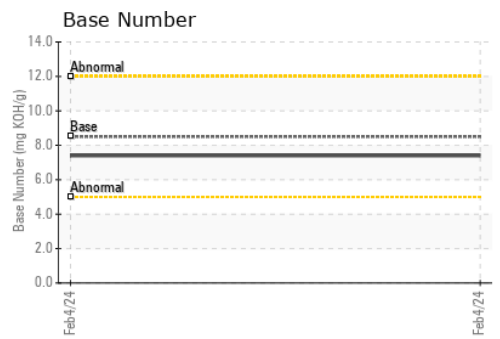 Base Number
Base Number (mg KOH/g)
14.0
Abnormal
12.0
10.0
Base
8.0
Abnormal
6.0
4.0
2.0
0.0
Feb4/24
Feb4/24